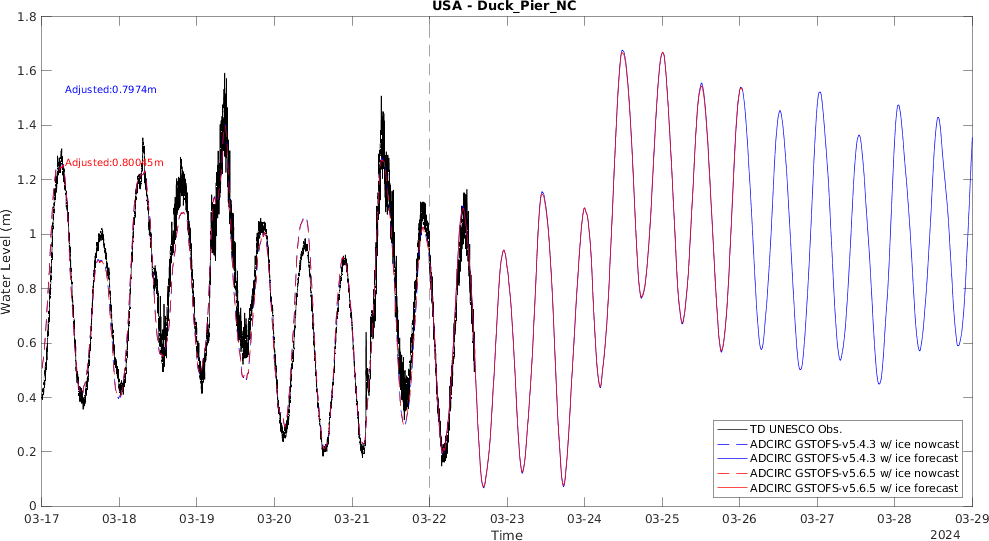 USA - Duck_Pier_NC
1.8
1.6
1.4
1.2
1
0.8
0.6
0.4
0.2
0
Water Level (m)
Adjusted:0.7974m
Adjusted:0.80045m
TD UNESCO Obs.
ADCIRC GSTOFS-v5.4.3 w/ ice nowcast
ADCIRC GSTOFS-v5.4.3 w/ ice forecast
ADCIRC GSTOFS-v5.6.5 w/ ice nowcast
ADCIRC GSTOFS-v5.6.5 w/ ice forecast
03-17 03-18 03-19 03-20 03-21 03-22 03-23 03-24 03-25 03-26 03-27 03-28 03-29
Time
2024